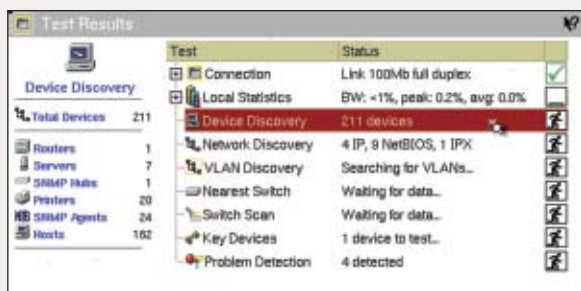 Test Results
Device Discovery
Total Devices 211
Routers 1
Servers 7
SNMP Hubs 1
Printers 20
SNMP Agents 24
Hosts 162
Test Status
Connection Link 100Mb full duplex
Local Statistics BW: <1%, peak: 0.2%, avg: 0.0%
Device Discovery 211 devices
Network Discovery 4 IP, 9 NetBIOS, 1 IPX
VLAN Discovery Searching for VLANs...
Nearest Switch Waiting for data...
Switch Scan Waiting for data...
Key Devices 1 device to test...
Problem Detection 4 detected